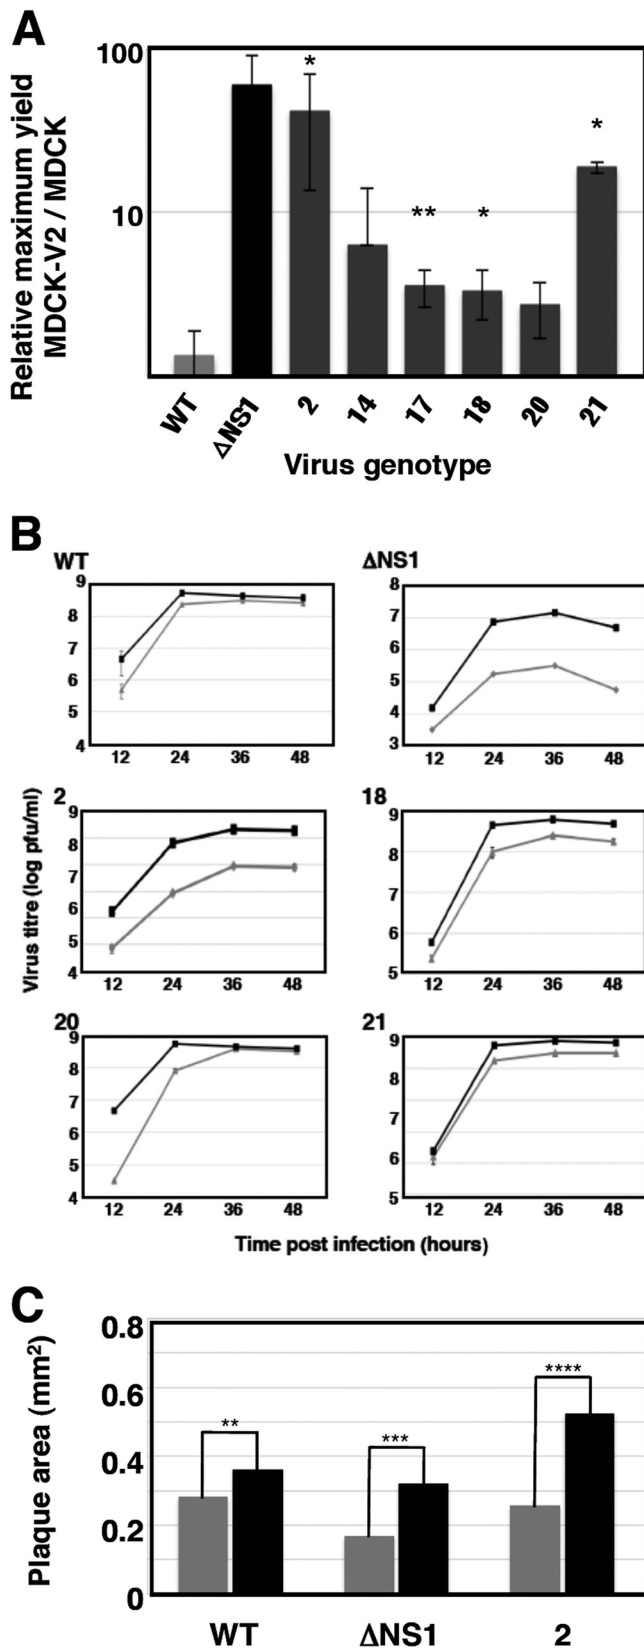 A
Relative maximum yield
MDCK-V2 / MDCK
100
10
*
**
*
*
WT
ΔNS1
2
14
17
18
20
21
Virus genotype
B
Virus titre (log pfu/ml)
WT
9
8
7
6
5
4
12 24 36 48
ΔNS1
8
7
6
5
4
3
12 24 36 48
2
9
8
7
6
5
4
12 24 36 48
18
9
8
7
6
5
12 24 36 48
20
9
8
7
6
5
4
12 24 36 48
21
9
8
7
6
5
12 24 36 48
Time post infection (hours)
C
Plaque area (mm²)
0.8
0.6
0.4
0.2
0
**
***
****
WT ΔNS1 2